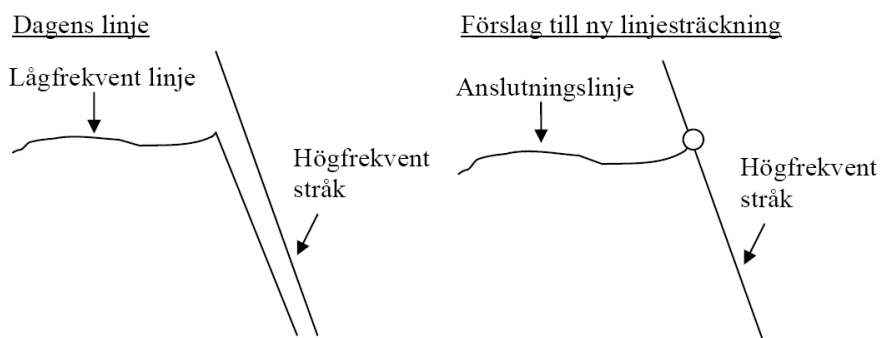 Dagens linje
Lågfrekvent linje
Högfrekvent
stråk
Förslag till ny linjesträckning
Anslutningslinje
Högfrekvent
stråk